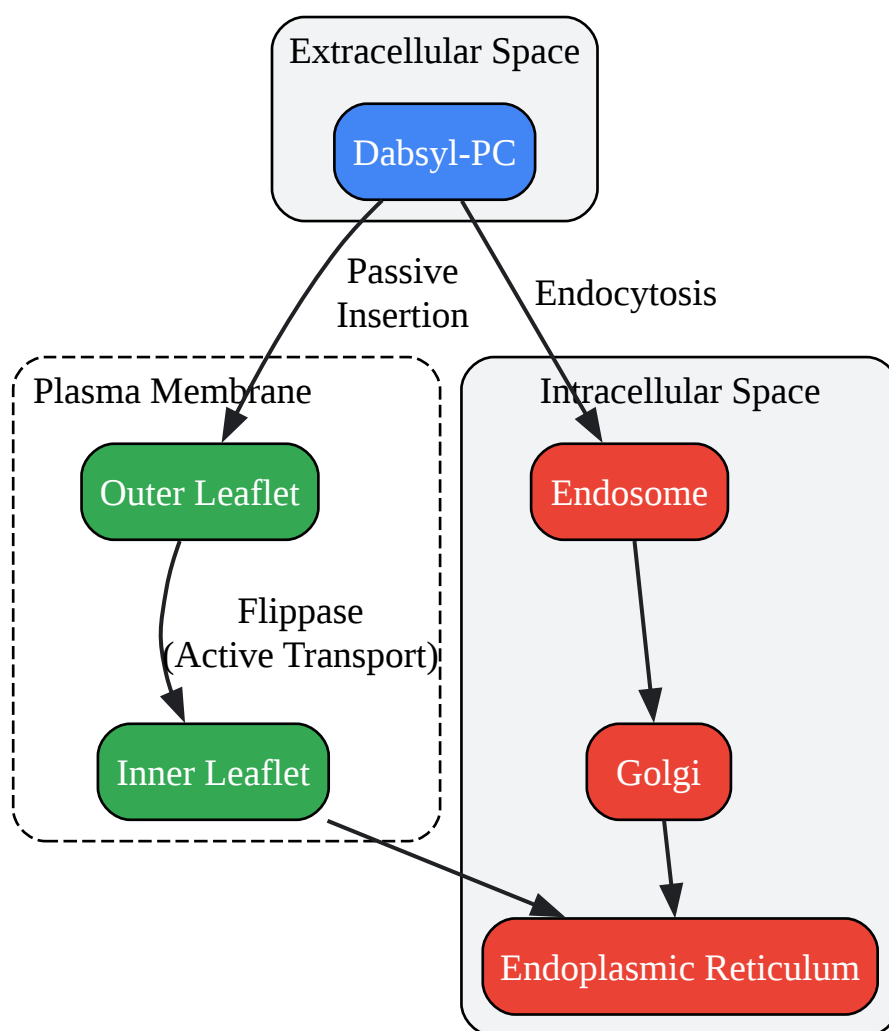 Extracellular Space
Dabsyl-PC
Passive
Insertion
Endocytosis
Plasma Membrane
Intracellular Space
Outer Leaflet
Endosome
Flippase
(Active Transport)
Inner Leaflet
Golgi
Endoplasmic Reticulum